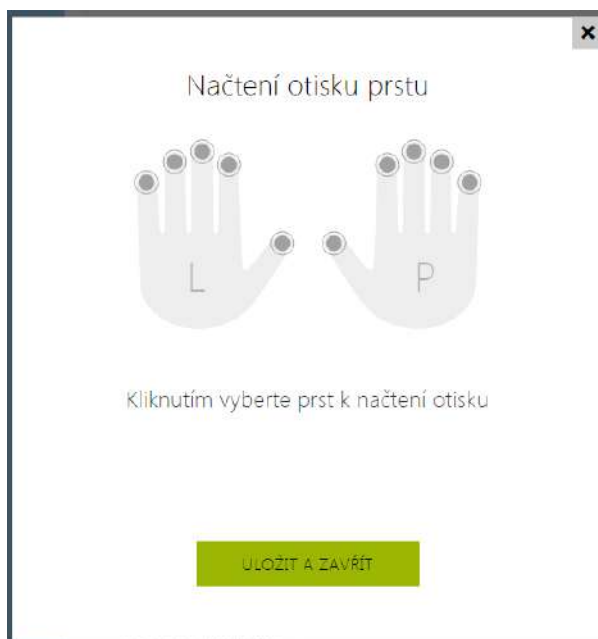 Načtení otisku prstu
L P
Kliknutím vyberte prst k načtení otisku
ULOŽIT A ZAVŘÍT